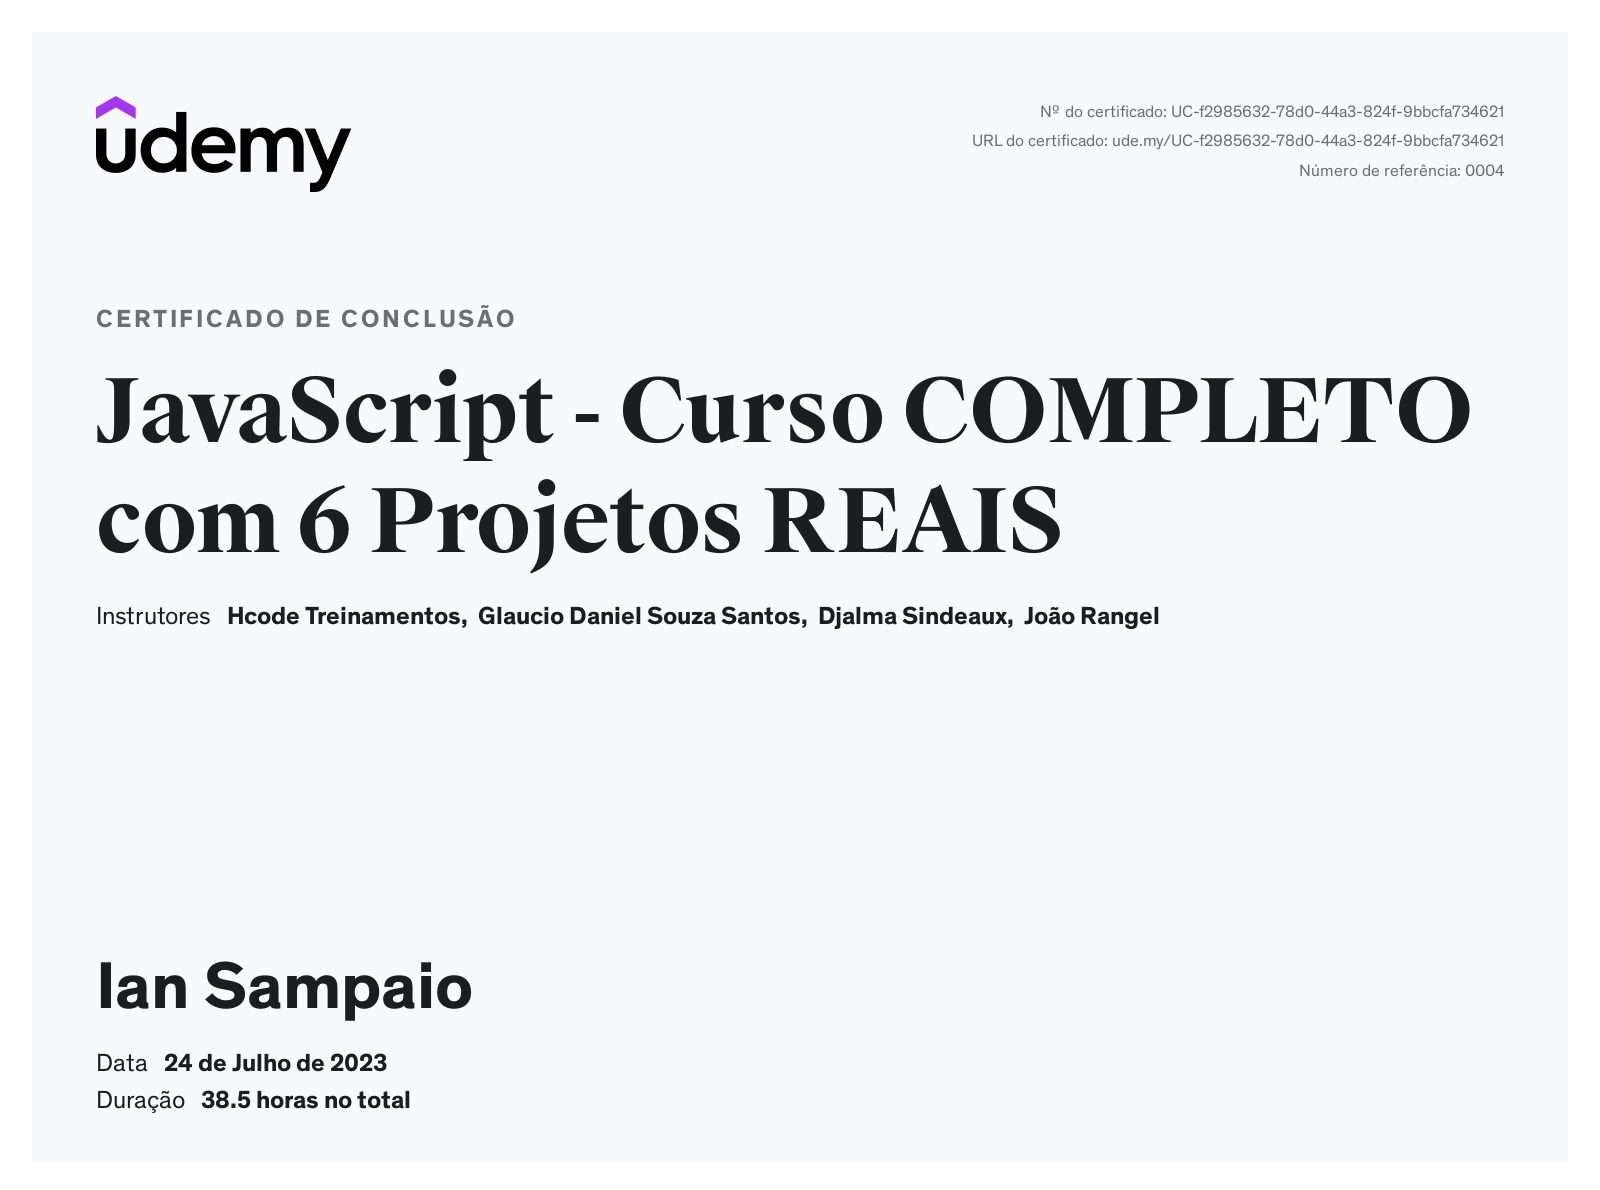 udemy
Nº do certificado: UC-f2985632-78d0-44a3-824f-9bbcfa734621
URL do certificado: ude.my/UC-f2985632-78d0-44a3-824f-9bbcfa734621
Número de referência: 0004
CERTIFICADO DE CONCLUSÃO
JavaScript - Curso COMPLETO
com 6 Projetos REAIS
Instrutores Hcode Treinamentos, Glaucio Daniel Souza Santos, Djalma Sindeaux, João Rangel
Ian Sampaio
Data 24 de Julho de 2023
Duração 38.5 horas no total